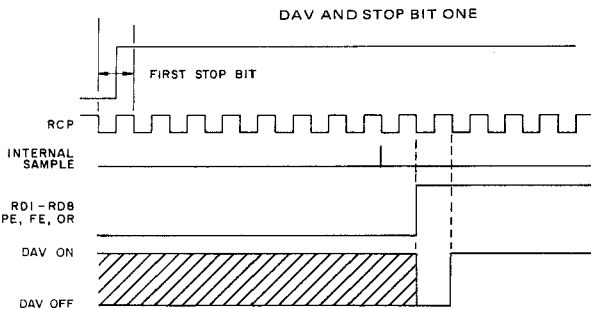 DAV AND STOP BIT ONE
FIRST STOP BIT
RCP
INTERNAL
SAMPLE
RD1-RD8
PE, FE, OR
DAV ON
DAV OFF